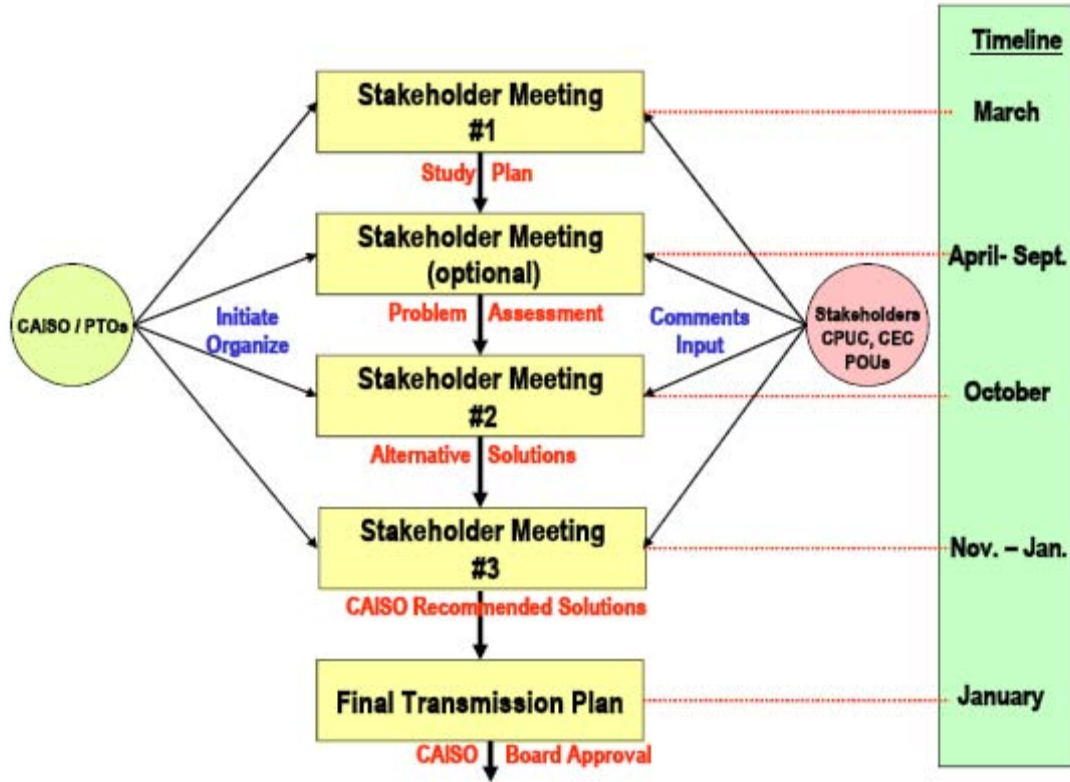 Timeline
Stakeholder Meeting
#1
March
Study Plan
Stakeholder Meeting
(optional)
April- Sept.
Problem Assessment
CAISO / PTOs
Initiate
Organize
Comments
Input
Stakeholders
CPUC, CEC
POUs
Stakeholder Meeting
#2
October
Alternative Solutions
Stakeholder Meeting
#3
Nov. – Jan.
CAISO Recommended Solutions
Final Transmission Plan
January
CAISO Board Approval